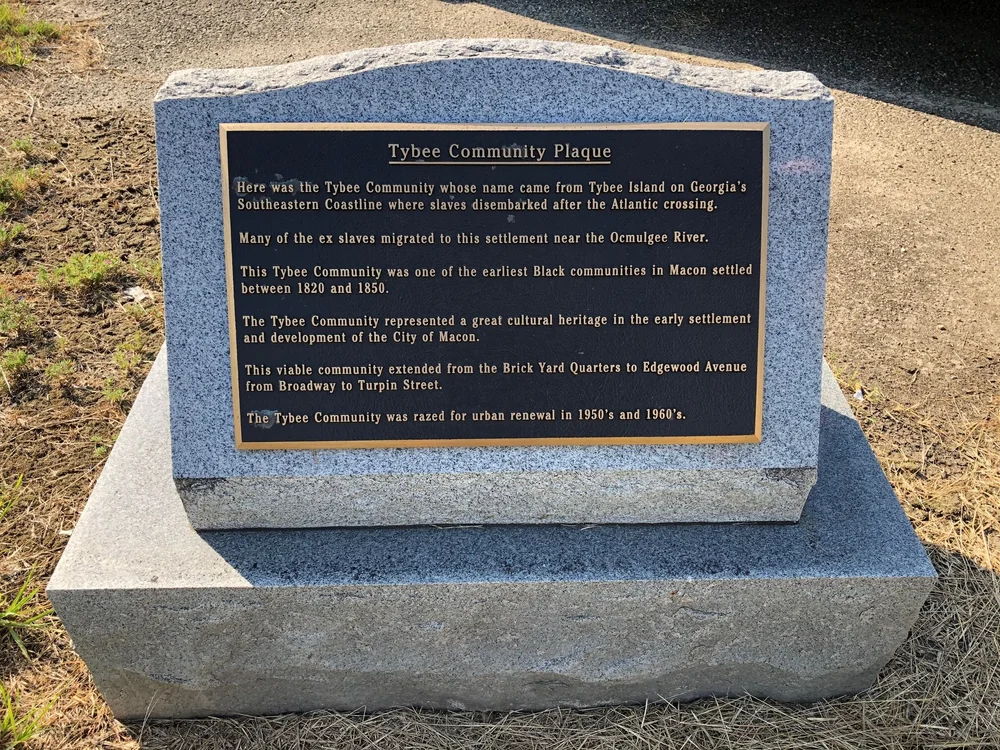 Tybee Community Plaque
Here was the Tybee Community whose name came from Tybee Island on Georgia's
Southeastern Coastline where slaves disembarked after the Atlantic crossing.
Many of the ex slaves migrated to this settlement near the Ocmulgee River.
This Tybee Community was one of the earliest Black communities in Macon settled
between 1820 and 1850.
The Tybee Community represented a great cultural heritage in the early settlement
and development of the City of Macon.
This viable community extended from the Brick Yard Quarters to Edgewood Avenue
from Broadway to Turpin Street.
The Tybee Community was razed for urban renewal in 1950's and 1960's.